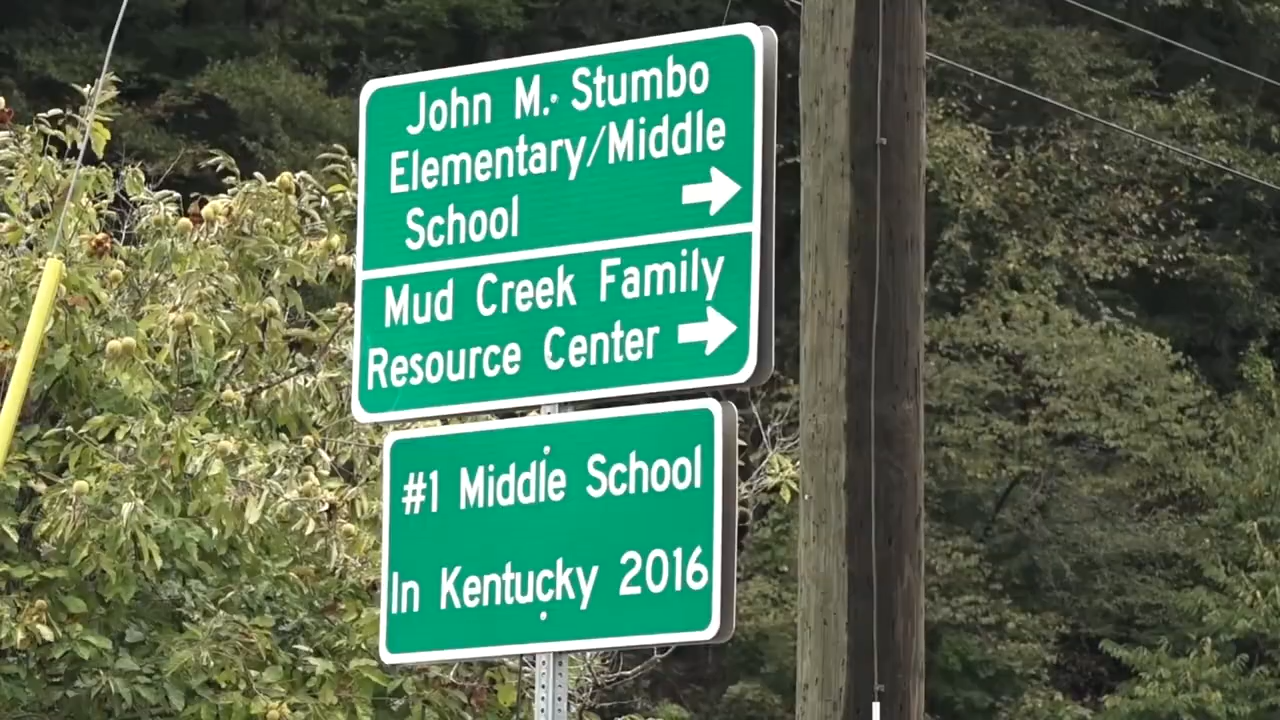 John M. Stumbo
Elementary/Middle
School
Mud Creek Family
Resource Center
#1 Middle School
In Kentucky 2016